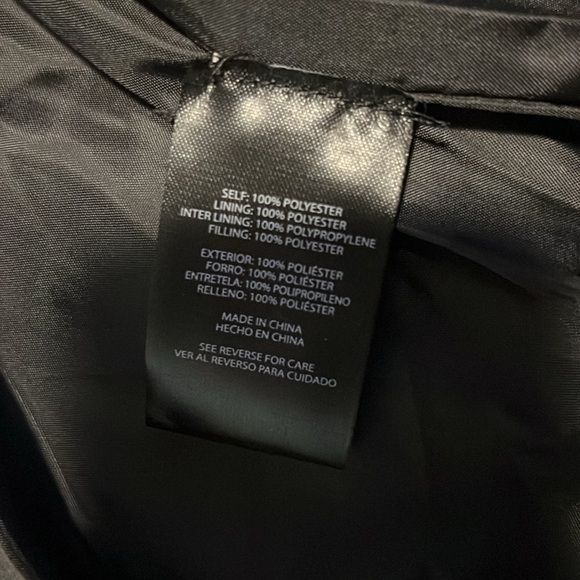 SELF: 100% POLYESTER
LINING: 100% POLYESTER
INTER LINING: 100% POLYPROPYLENE
FILLING: 100% POLYESTER
EXTERIOR: 100% POLIÉSTER
FORRO: 100% POLIÉSTER
ENTRETELA: 100% POLIPROPILENO
RELLENO: 100% POLIÉSTER
MADE IN CHINA
HECHO EN CHINA
SEE REVERSE FOR CARE
VER AL REVERSO PARA CUIDADO